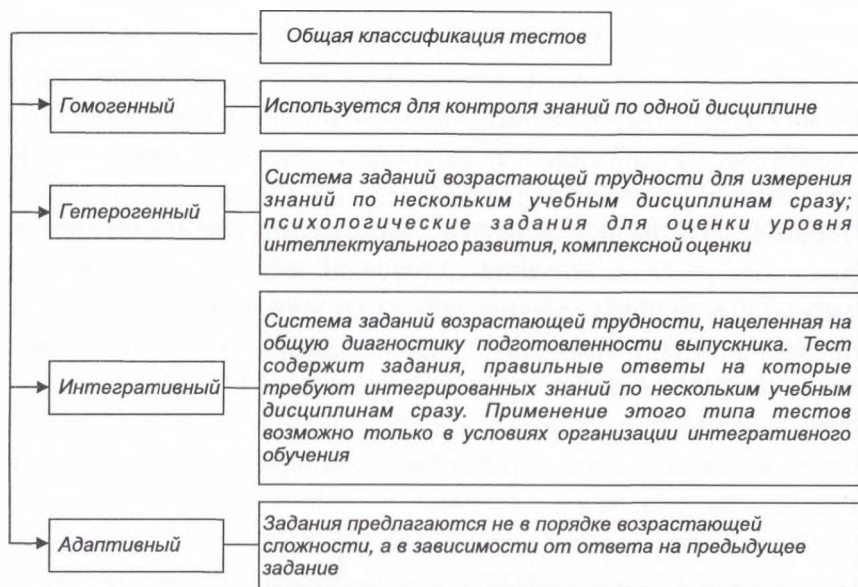 Общая классификация тестов
Гомогенный
Используется для контроля знаний по одной дисциплине
Гетерогенный
Система заданий возрастающей трудности для измерения
знаний по нескольким учебным дисциплинам сразу;
психологические задания для оценки уровня
интеллектуального развития, комплексной оценки
Интегративный
Система заданий возрастающей трудности, нацеленная на
общую диагностику подготовленности выпускника. Тест
содержит задания, правильные ответы на которые
требуют интегрированных знаний по нескольким учебным
дисциплинам сразу. Применение этого типа тестов
возможно только в условиях организации интегративного
обучения
Адаптивный
Задания предлагаются не в порядке возрастающей
сложности, а в зависимости от ответа на предыдущее
задание